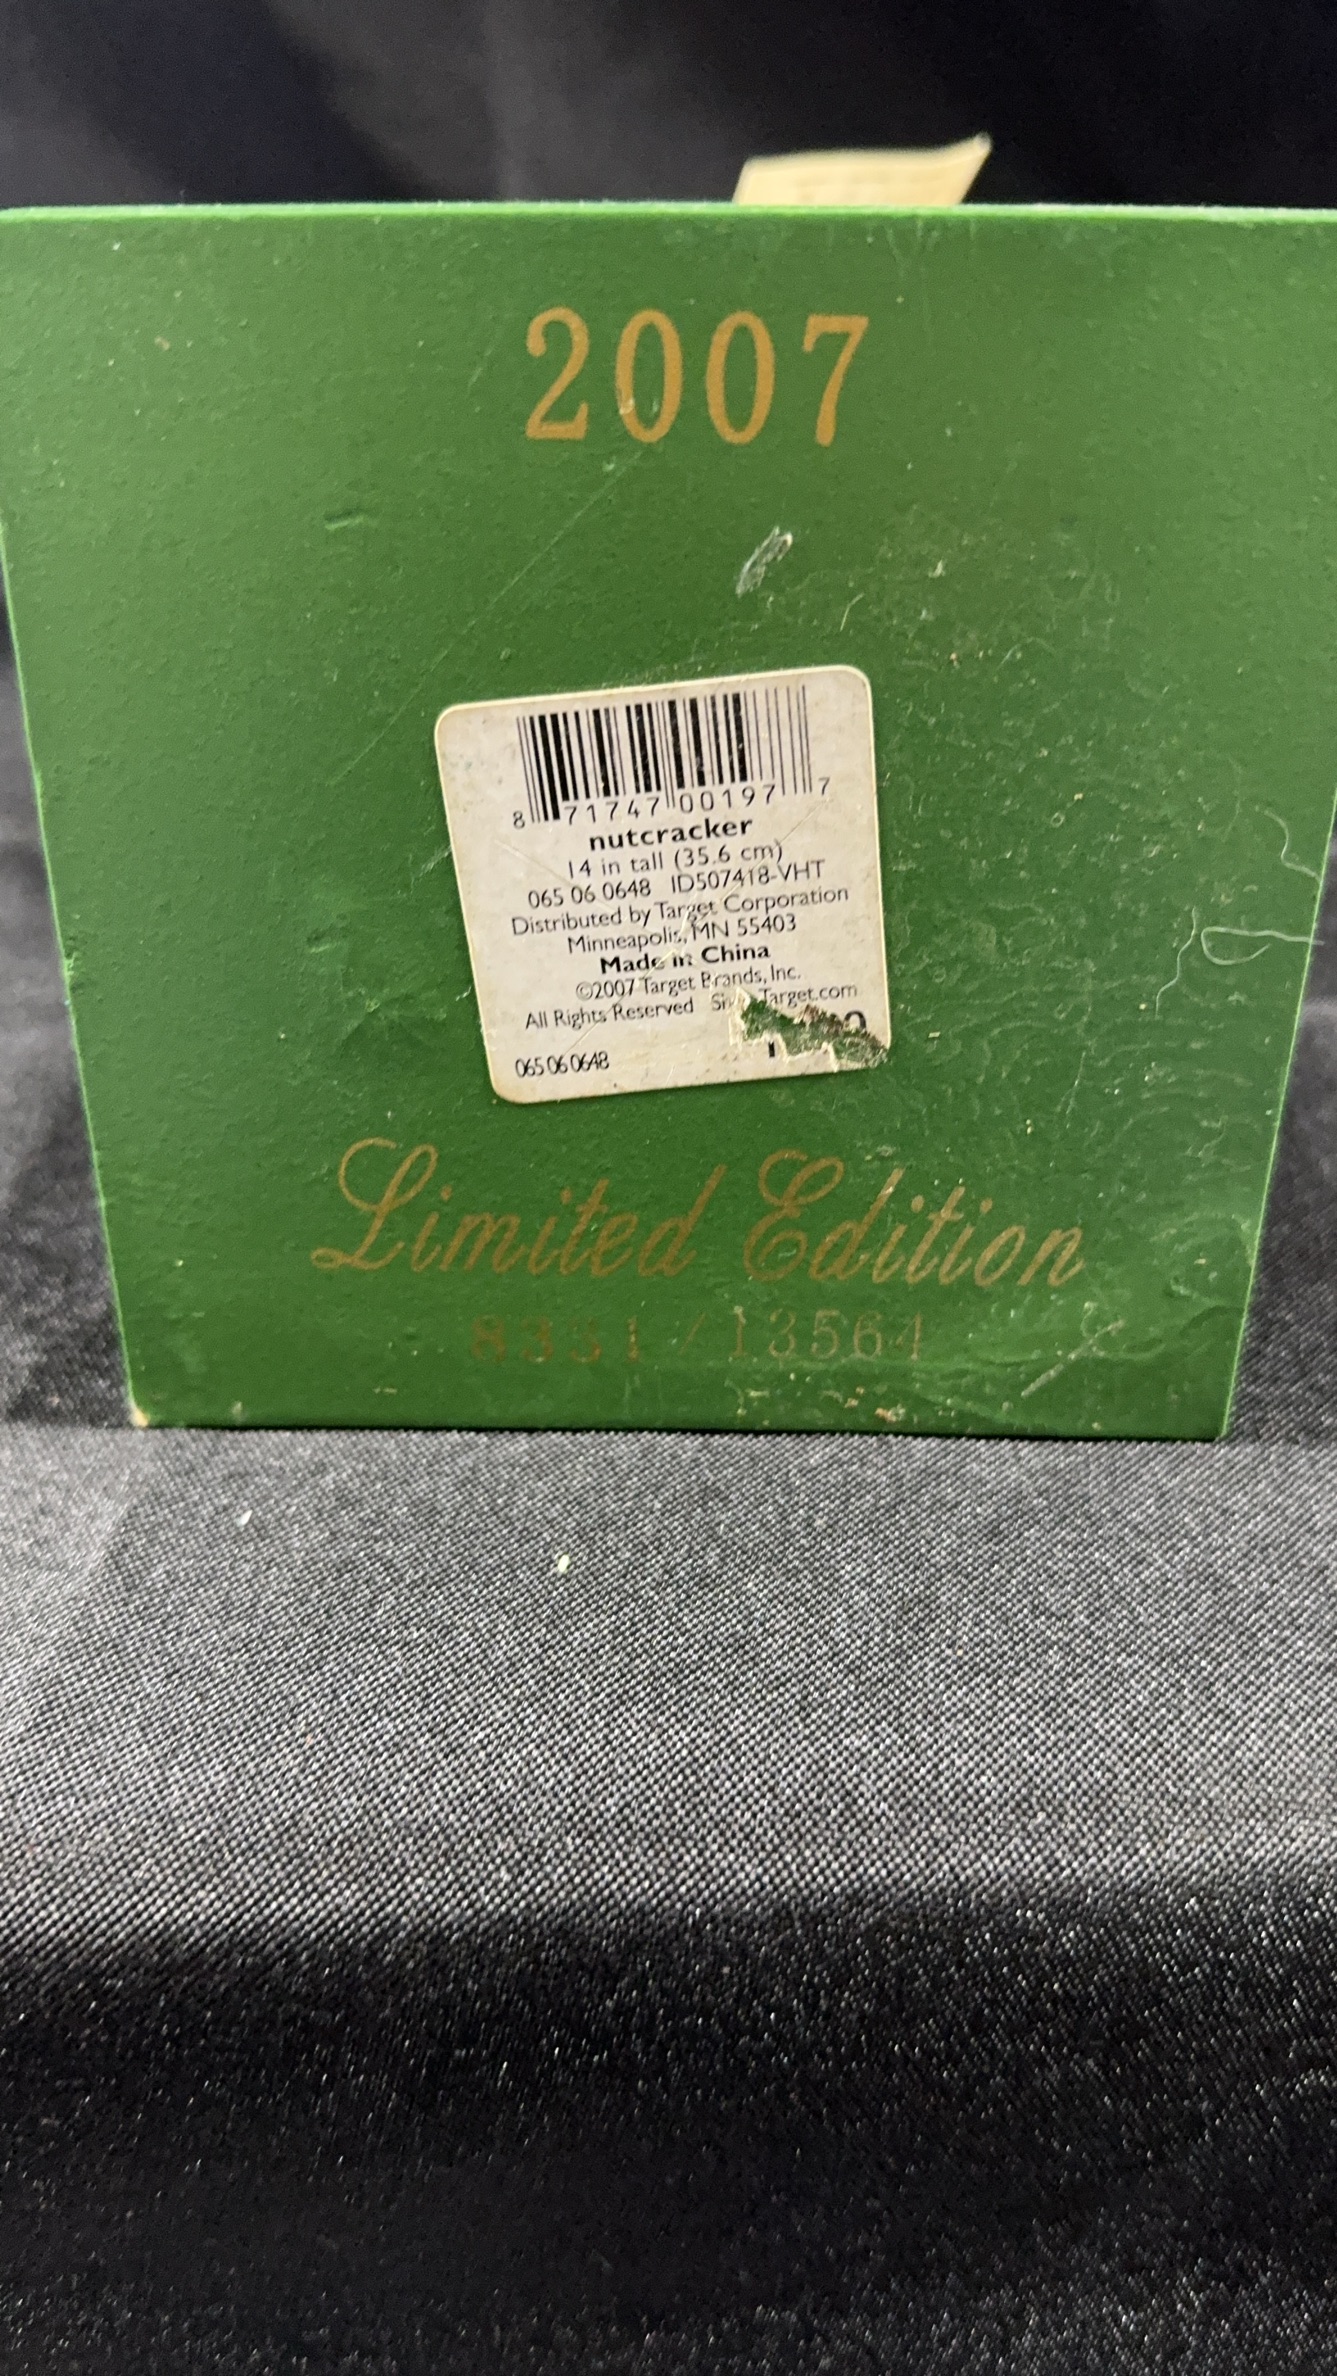 2007
8 71747 00197 7
nutcracker
14 in tall (35.6 cm)
065 06 0648 ID507418-VHT
Distributed by Target Corporation
Minneapolis, MN 55403
Made in China
©2007 Target Brands, Inc.
All Rights Reserved Target.com
065 06 0648
Limited Edition
8331 / 13564